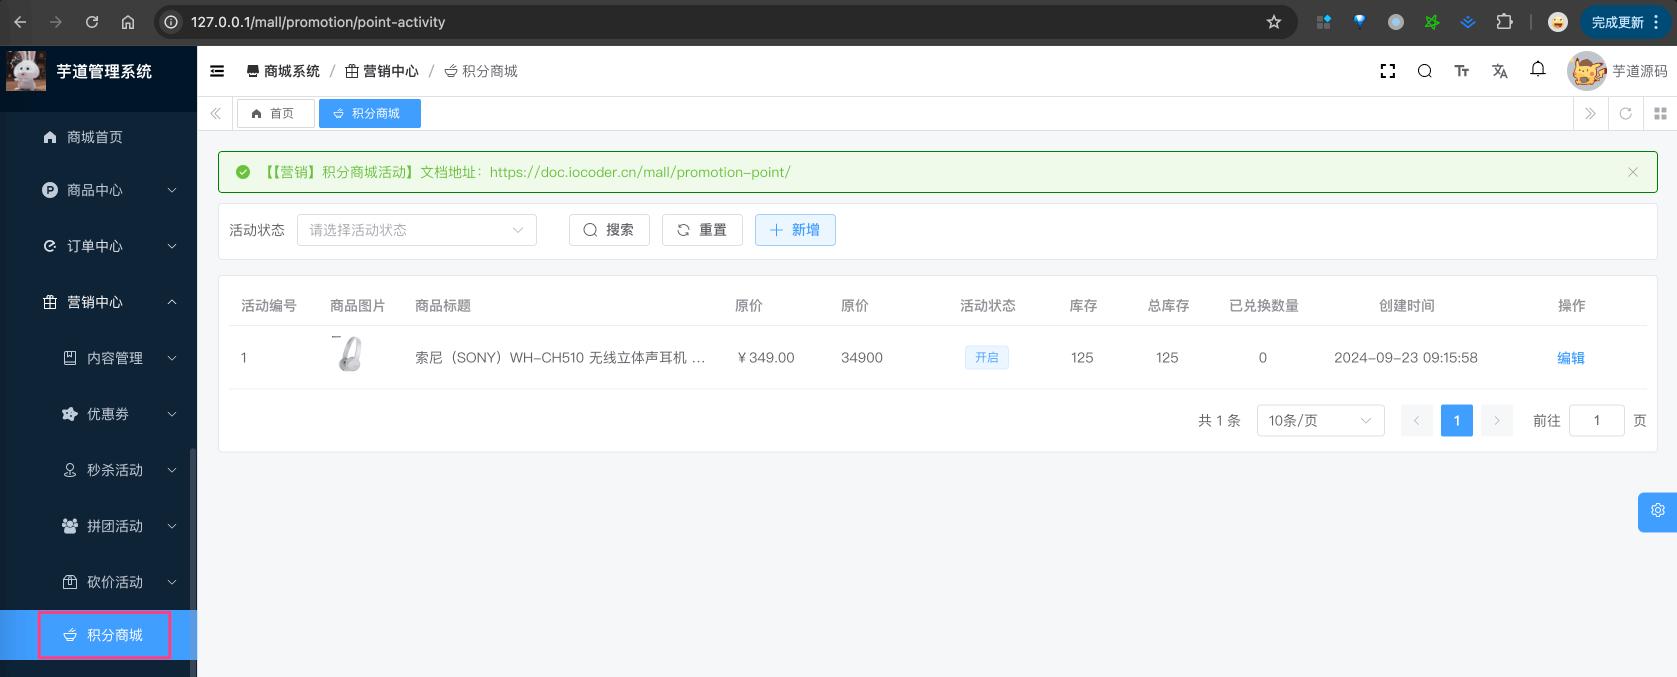 127.0.0.1/mall/promotion/point-activity
完成更新
芋道管理系统
商城系统 / 营销中心 / 积分商城
芋道源码
首页
积分商城
商城首页
商品中心
订单中心
营销中心
内容管理
优惠劵
秒杀活动
拼团活动
砍价活动
积分商城
【【营销】积分商城活动】文档地址：https://doc.iocoder.cn/mall/promotion-point/
活动状态 请选择活动状态 搜索 重置 新增
活动编号 商品图片 商品标题 原价 原价 活动状态 库存 总库存 已兑换数量 创建时间 操作
1 索尼（SONY）WH-CH510 无线立体声耳机 ... ￥349.00 34900 开启 125 125 0 2024-09-23 09:15:58 编辑
共 1 条 10条/页 1 前往 1 页